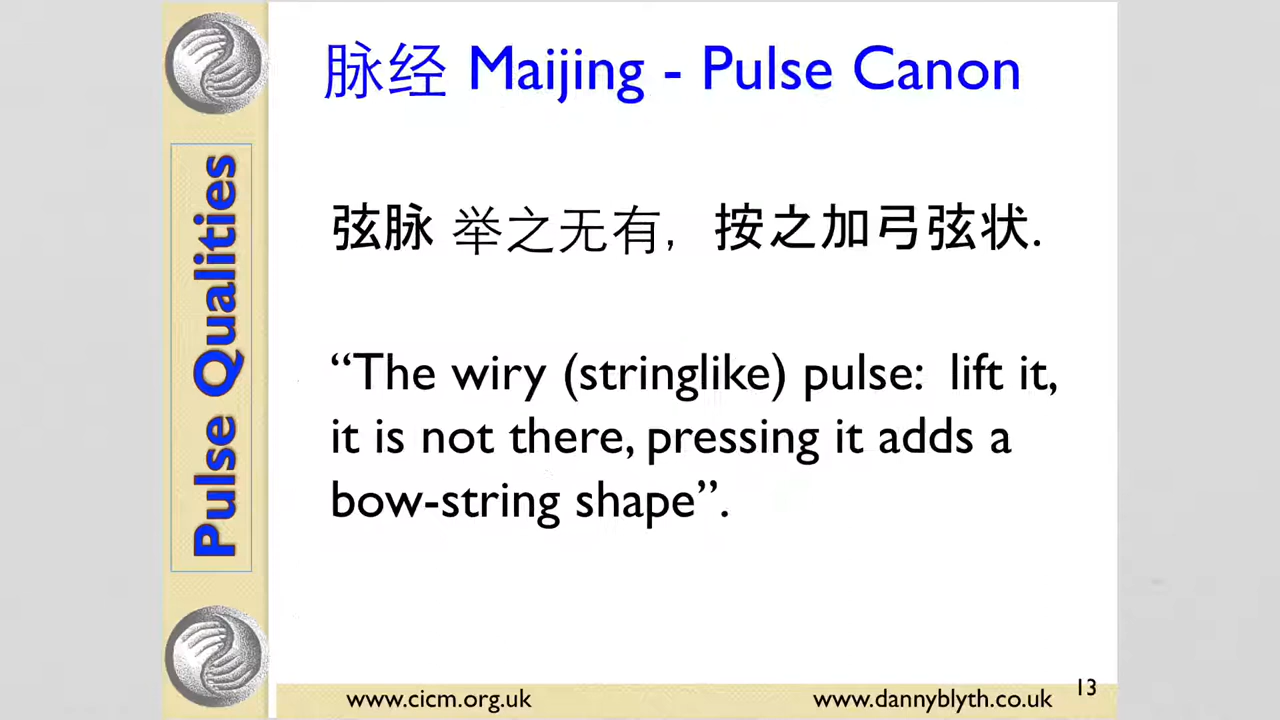 脉经 Maijing - Pulse Canon
Pulse Qualities
弦脉 举之无有，按之加弓弦状.
“The wiry (stringlike) pulse: lift it,
it is not there, pressing it adds a
bow-string shape”.
www.cicm.org.uk
www.dannyblyth.co.uk
13